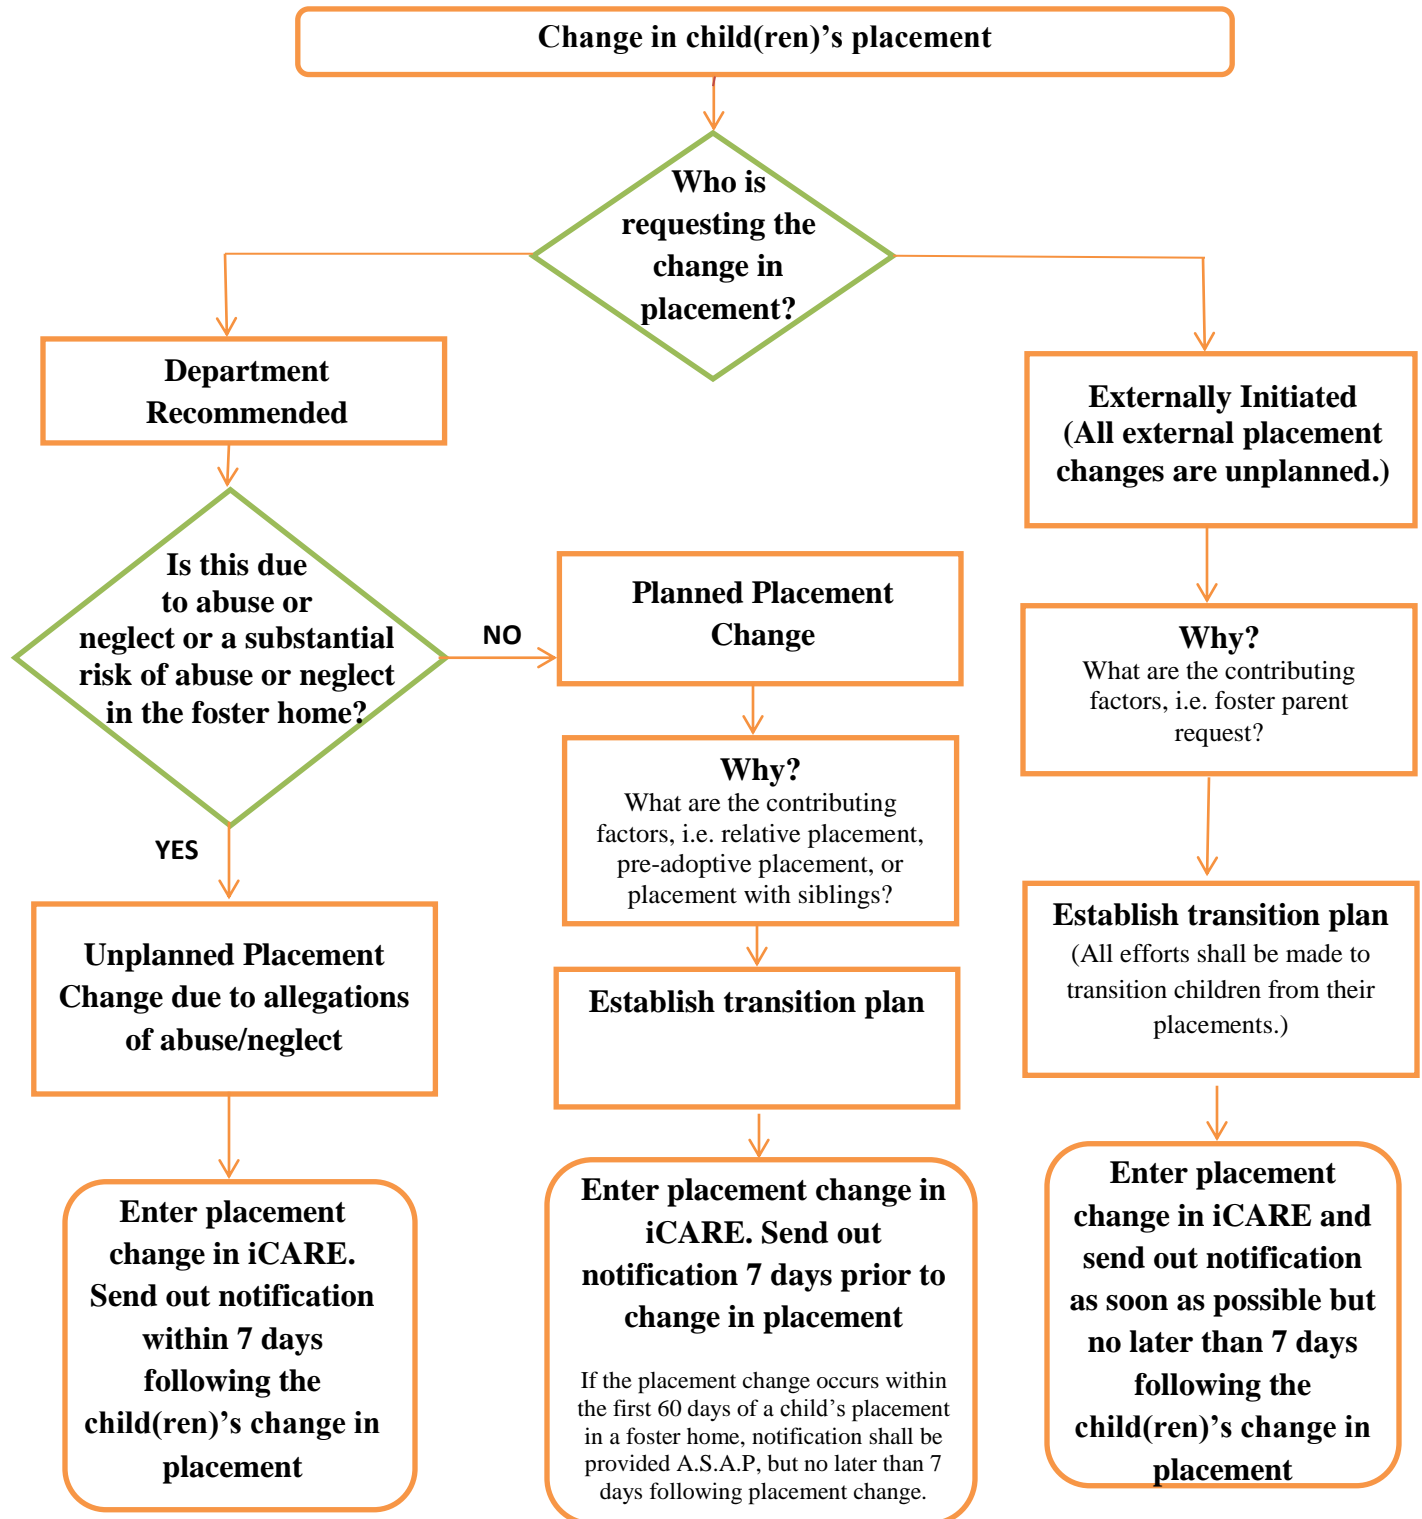 Change in child(ren)’s placement
Who is
requesting the
change in
placement?
Department
Recommended
Externally Initiated
(All external placement
changes are unplanned.)
Is this due
to abuse or
neglect or a substantial
risk of abuse or neglect
in the foster home?
NO
YES
Planned Placement
Change
Why?
What are the contributing
factors, i.e. foster parent
request?
Why?
What are the contributing
factors, i.e. relative placement,
pre-adoptive placement, or
placement with siblings?
Unplanned Placement
Change due to allegations
of abuse/neglect
Establish transition plan
Establish transition plan
(All efforts shall be made to
transition children from their
placements.)
Enter placement
change in iCARE.
Send out notification
within 7 days
following the
child(ren)’s change in
placement
Enter placement change in
iCARE. Send out
notification 7 days prior to
change in placement
If the placement change occurs within
the first 60 days of a child’s placement
in a foster home, notification shall be
provided A.S.A.P, but no later than 7
days following placement change.
Enter placement
change in iCARE and
send out notification
as soon as possible but
no later than 7 days
following the
child(ren)’s change in
placement